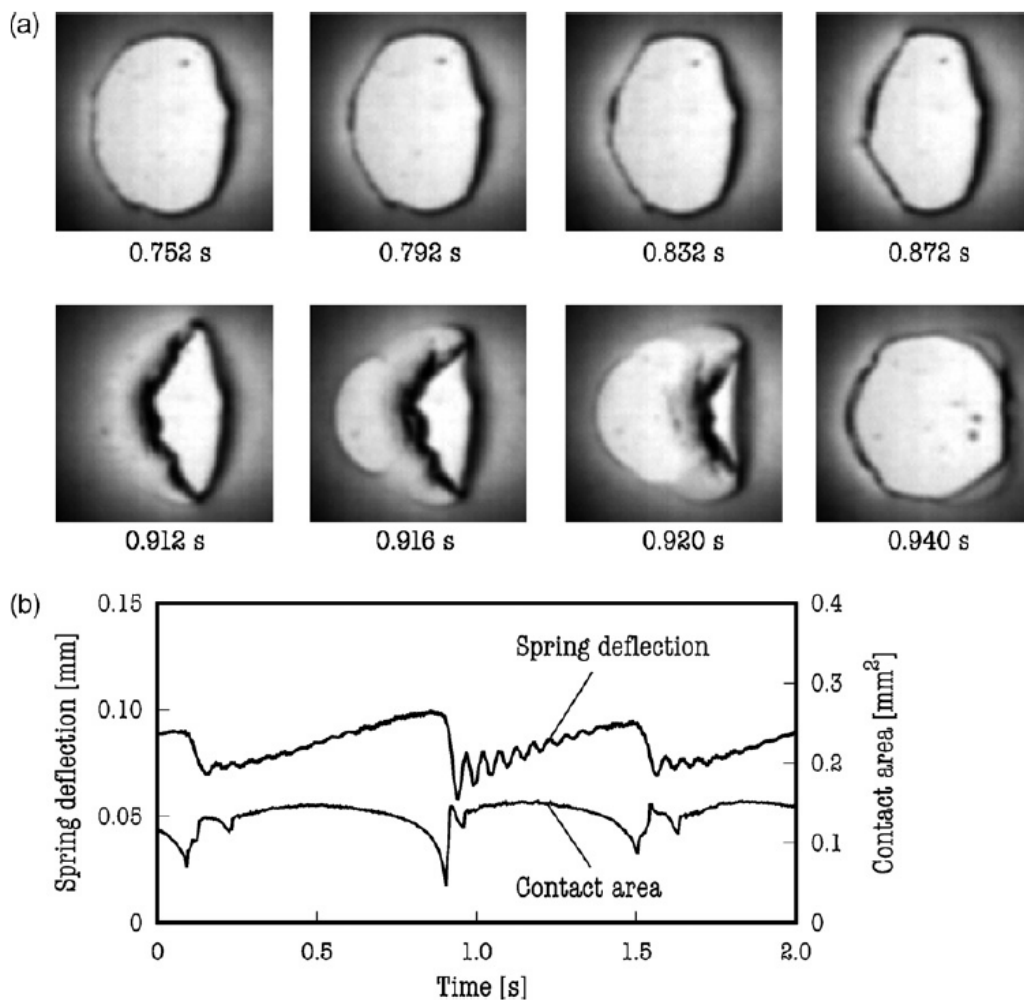 (a)
0.752 s
0.792 s
0.832 s
0.872 s
0.912 s
0.916 s
0.920 s
0.940 s
(b)
Spring deflection [mm]
0.15
0.10
0.05
0
Spring deflection
Contact area
0.4
0.3
0.2
0.1
0
Contact area [mm²]
0
0.5
1.0
1.5
2.0
Time [s]